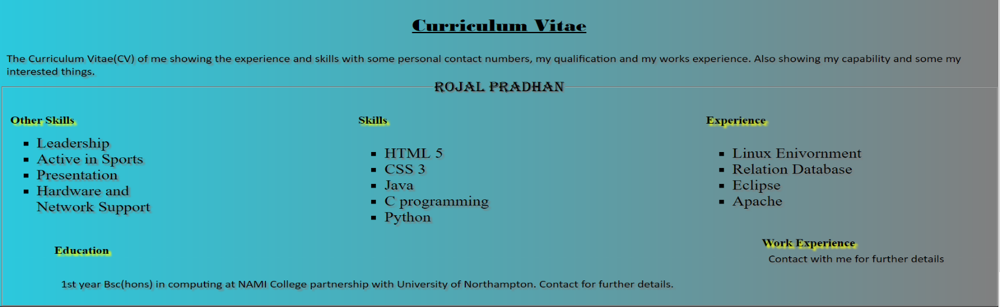 Curriculum Vitae
The Curriculum Vitae(CV) of me showing the experience and skills with some personal contact numbers, my qualification and my works experience. Also showing my capability and some my
interested things.
ROJAL PRADHAN
Other Skills
Leadership
Active in Sports
Presentation
Hardware and
Network Support
Skills
HTML 5
CSS 3
Java
C programming
Python
Experience
Linux Enivornment
Relation Database
Eclipse
Apache
Education
1st year Bsc(hons) in computing at NAMI College partnership with University of Northampton. Contact for further details.
Work Experience
Contact with me for further details